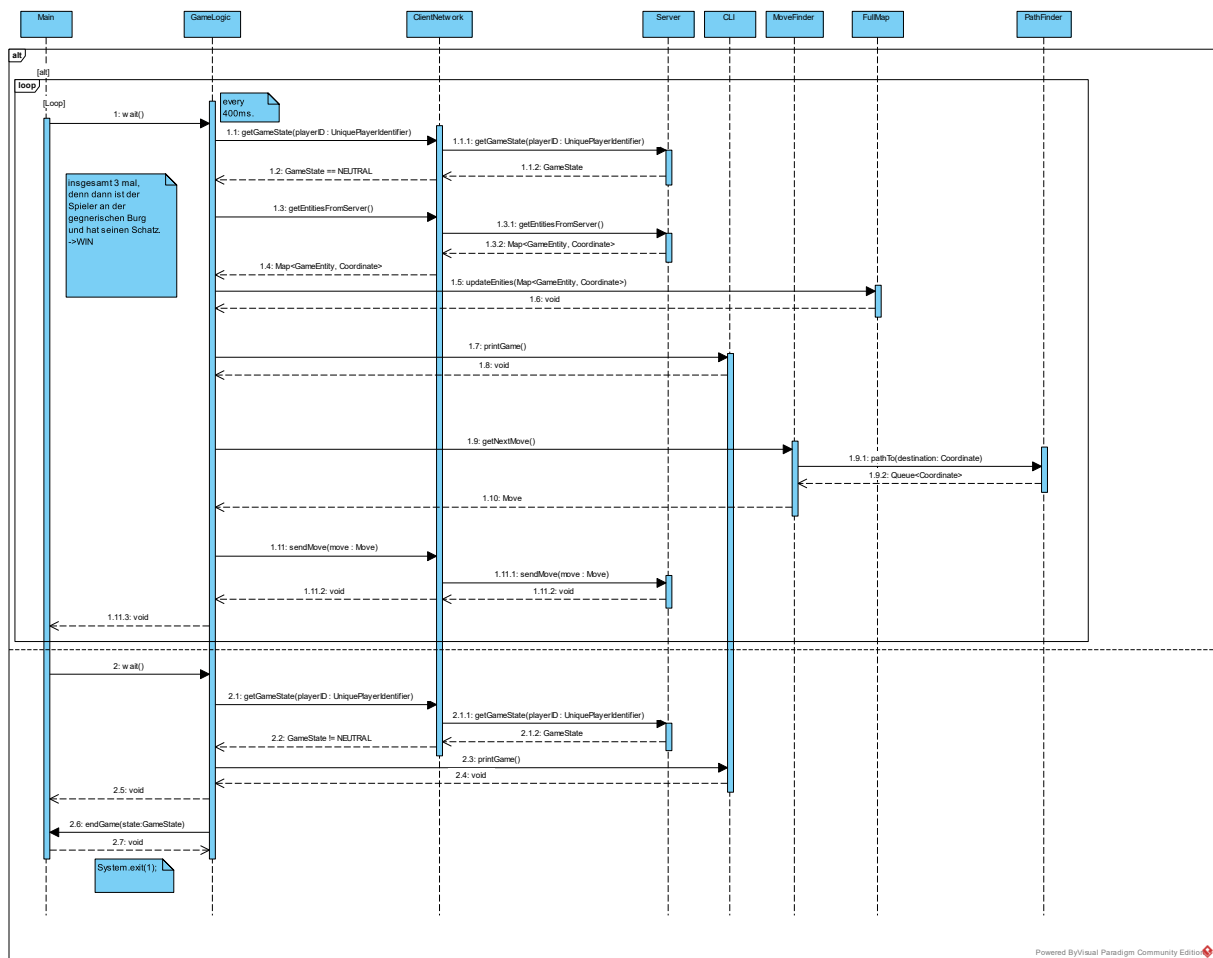 Main
GameLogic
ClientNetwork
Server
CLI
MoveFinder
FullMap
PathFinder
alt
[alt]
loop
[Loop]
every
400ms.
1: wait()
1.1: getGameState(playerID : UniquePlayerIdentifier)
1.1.1: getGameState(playerID : UniquePlayerIdentifier)
1.1.2: GameState
1.2: GameState == NEUTRAL
insgesamt 3 mal,
denn dann ist der
Spieler an der
gegnerischen Burg
und hat seinen Schatz.
->WIN
1.3: getEntitiesFromServer()
1.3.1: getEntitiesFromServer()
1.3.2: Map<GameEntity, Coordinate>
1.4: Map<GameEntity, Coordinate>
1.5: updateEnities(Map<GameEntity, Coordinate>)
1.6: void
1.7: printGame()
1.8: void
1.9: getNextMove()
1.9.1: pathTo(destination: Coordinate)
1.9.2: Queue<Coordinate>
1.10: Move
1.11: sendMove(move : Move)
1.11.1: sendMove(move : Move)
1.11.2: void
1.11.2: void
1.11.3: void
2: wait()
2.1: getGameState(playerID : UniquePlayerIdentifier)
2.1.1: getGameState(playerID : UniquePlayerIdentifier)
2.1.2: GameState
2.2: GameState != NEUTRAL
2.3: printGame()
2.4: void
2.5: void
2.6: endGame(state:GameState)
2.7: void
System.exit(1);
Powered By Visual Paradigm Community Edition